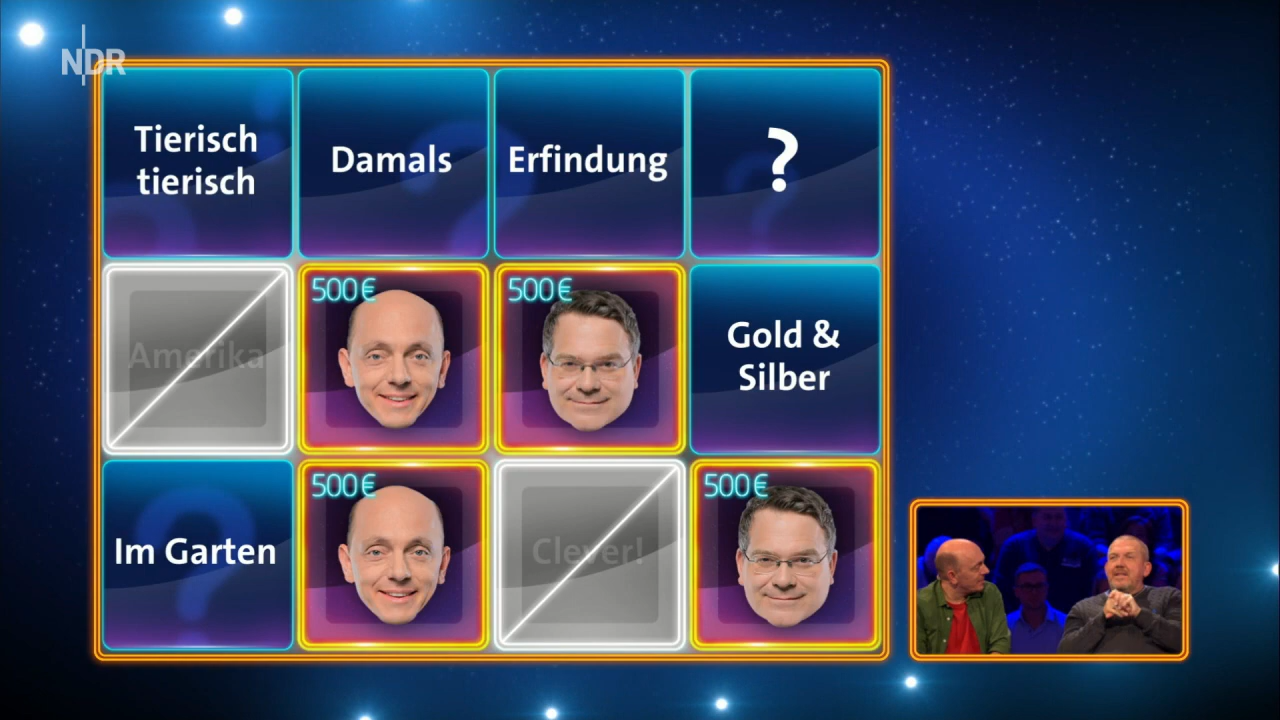 NDR
Tierisch
tierisch
Damals
Erfindung
?
Amerika
500€
500€
Gold &
Silber
Im Garten
500€
Clever!
500€